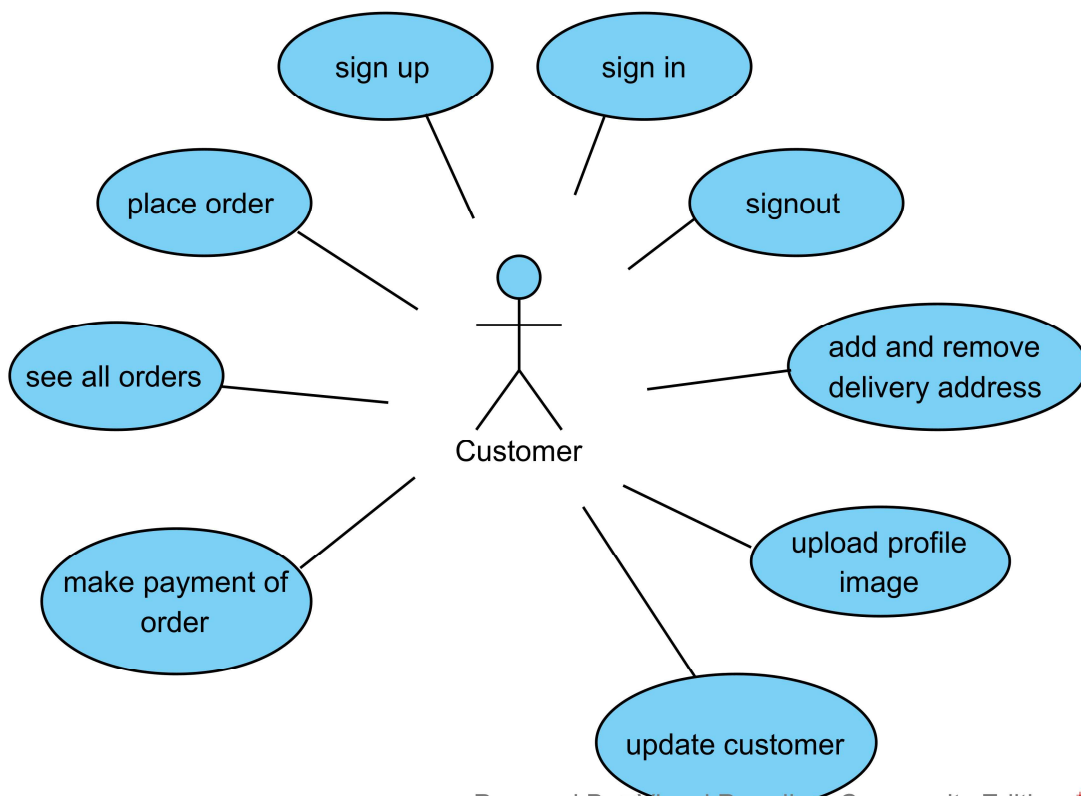 sign up
sign in
place order
signout
see all orders
add and remove
delivery address
Customer
make payment of
order
upload profile
image
update customer